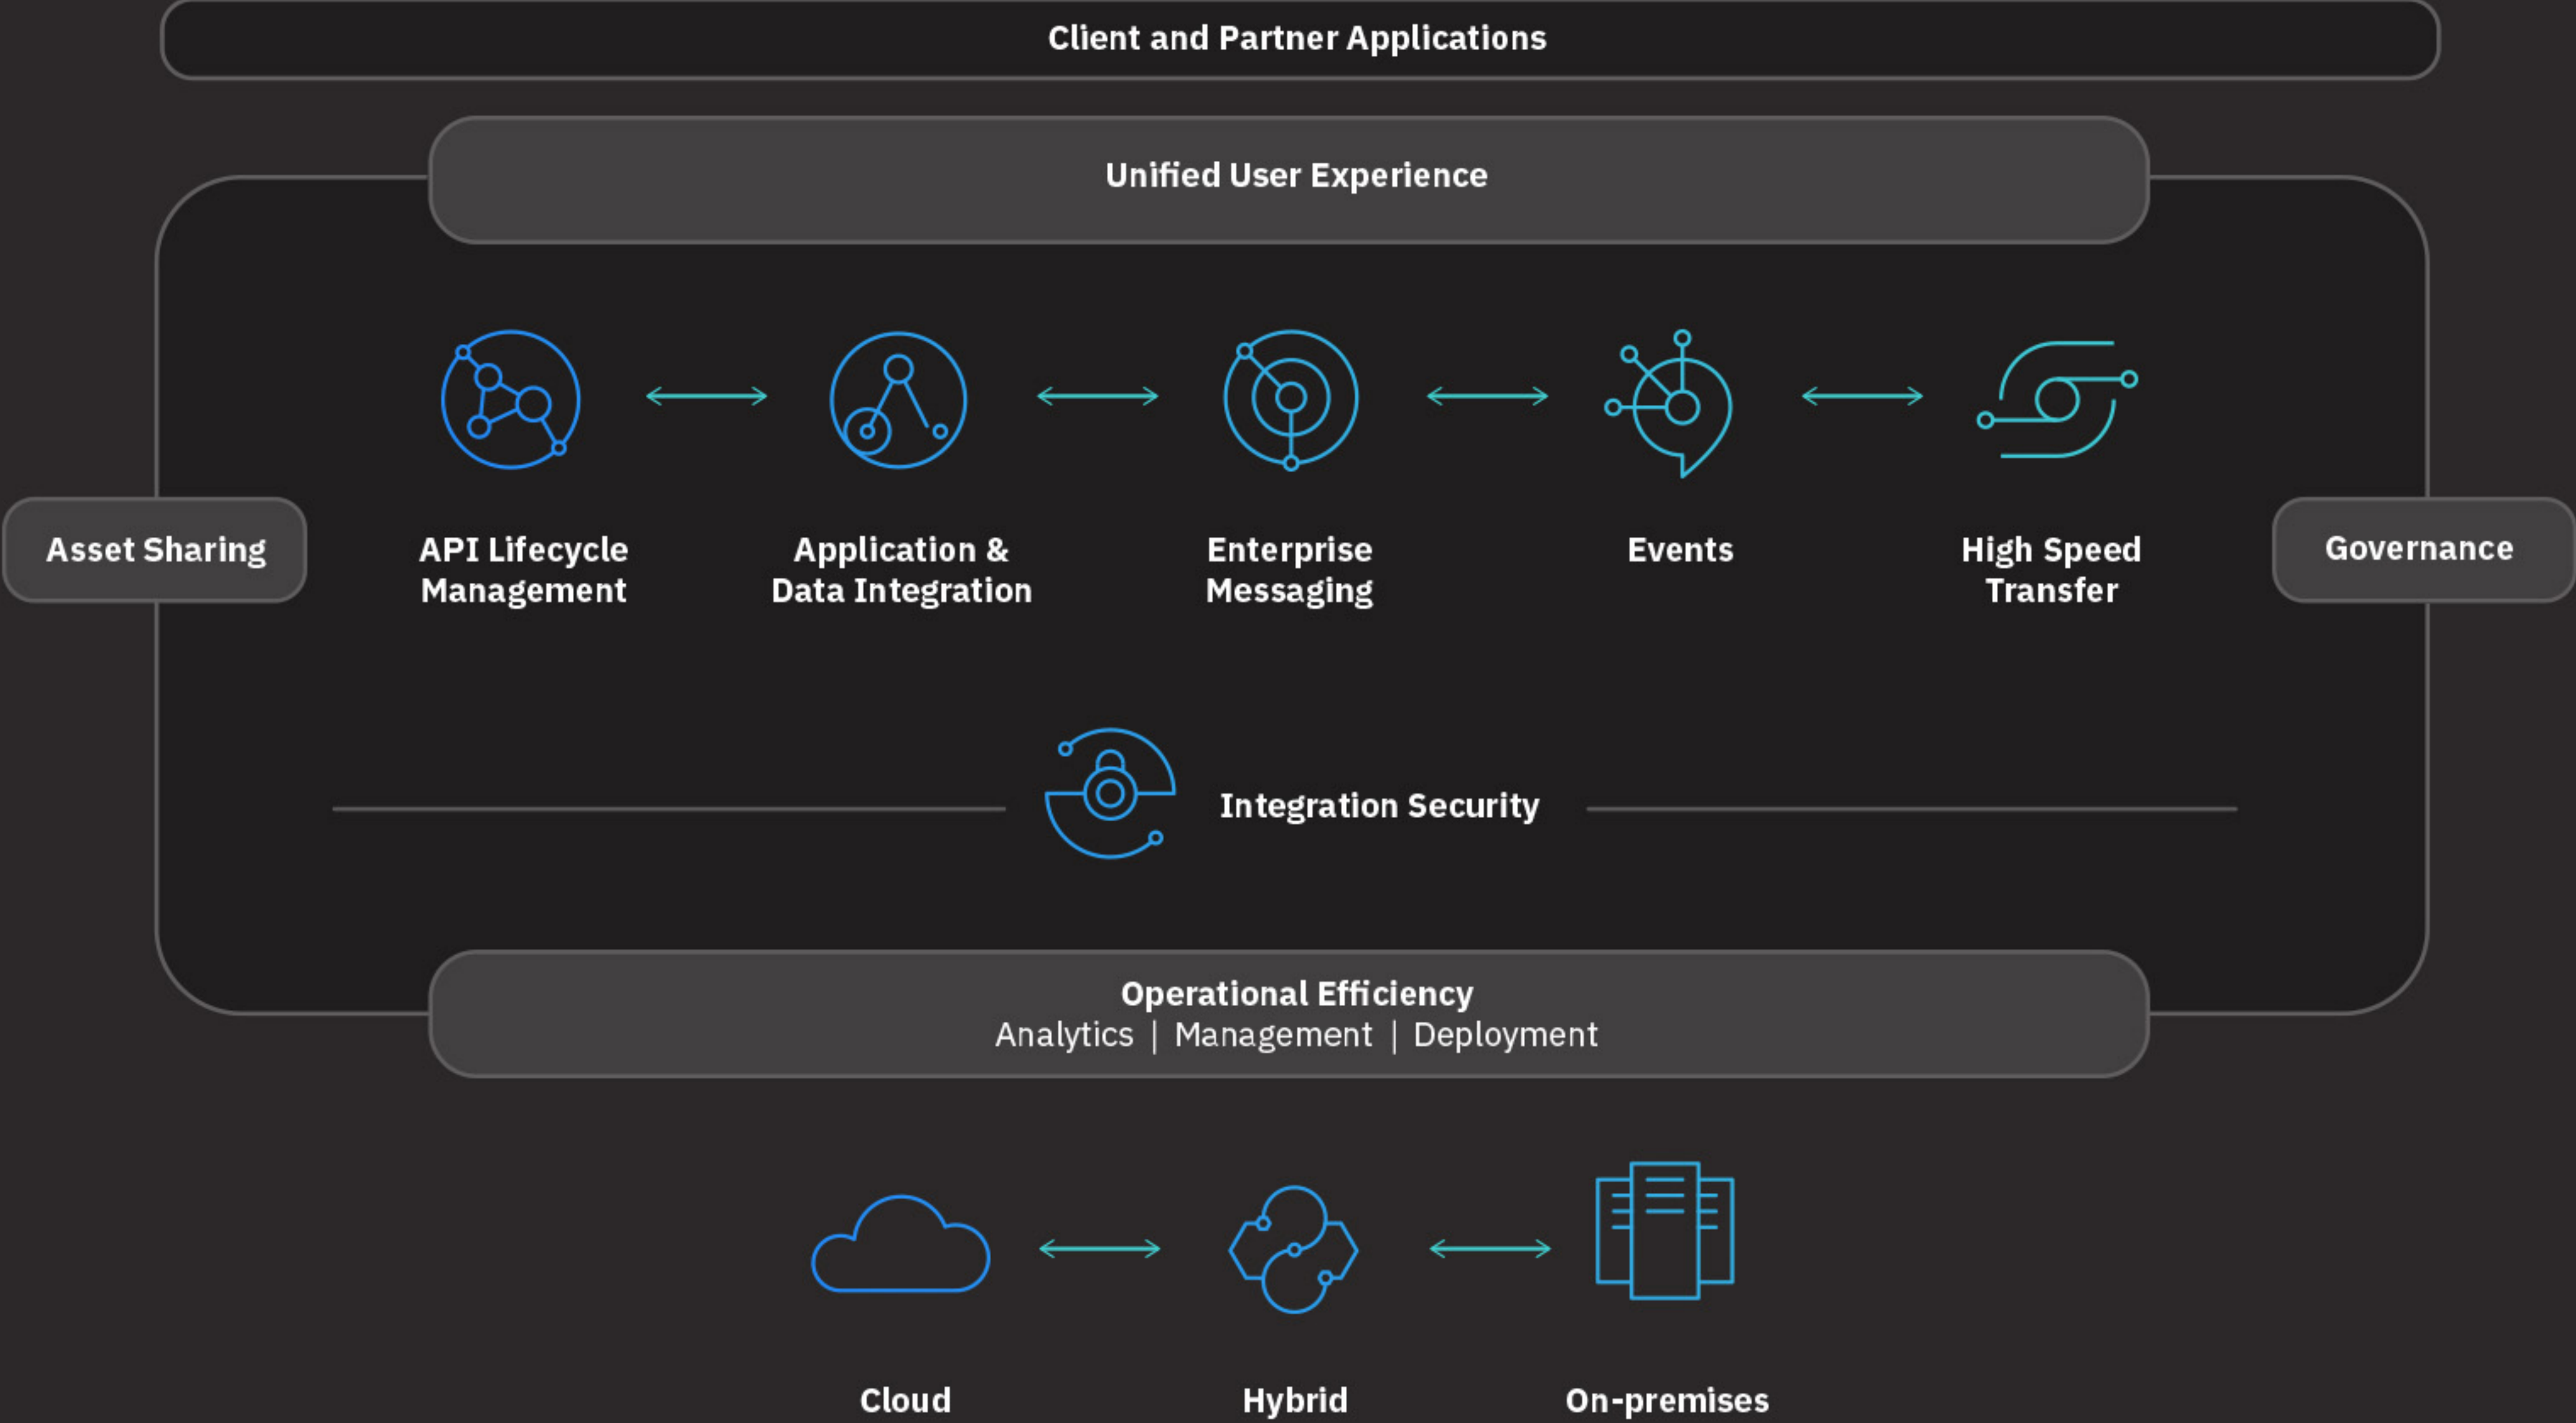 Client and Partner Applications
Unified User Experience
Asset Sharing
API Lifecycle
Management
Application &
Data Integration
Enterprise
Messaging
Events
High Speed
Transfer
Governance
Integration Security
Operational Efficiency
Analytics | Management | Deployment
Cloud
Hybrid
On-premises